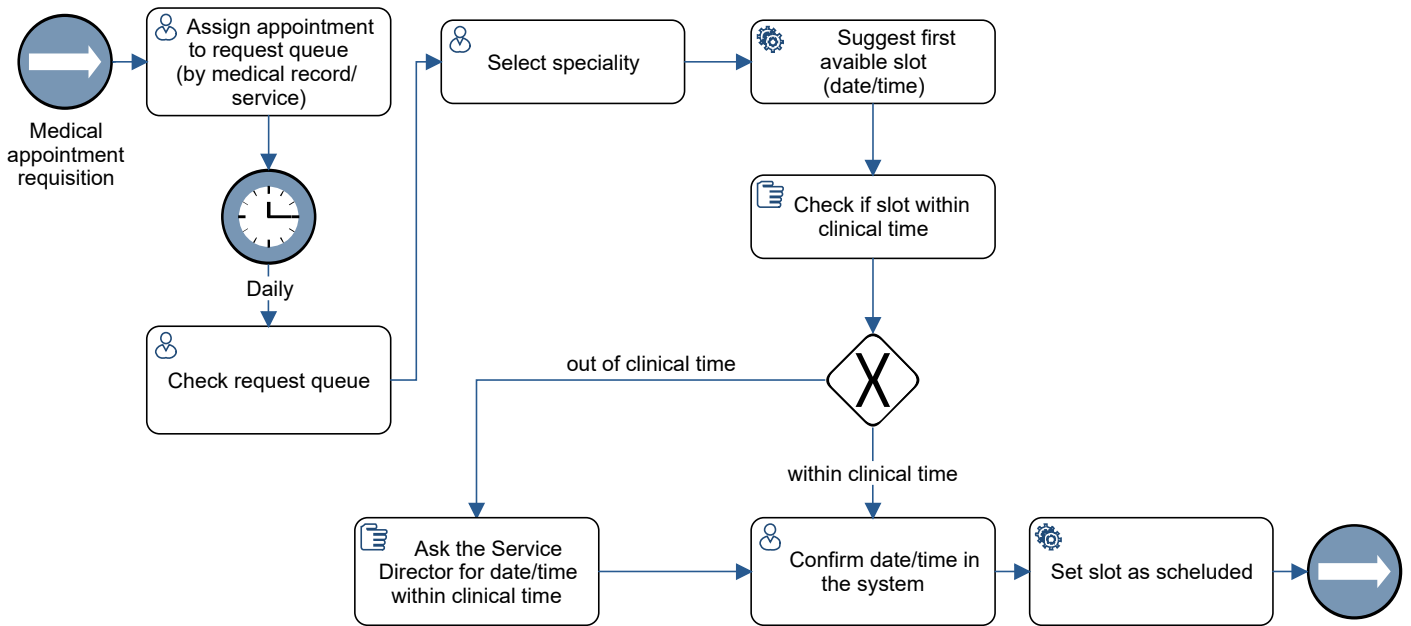 Medical
appointment
requisition
Assign appointment
to request queue
(by medical record/
service)
Daily
Check request queue
Select speciality
Suggest first
avaible slot
(date/time)
Check if slot within
clinical time
out of clinical time
within clinical time
Ask the Service
Director for date/time
within clinical time
Confirm date/time in
the system
Set slot as scheluded